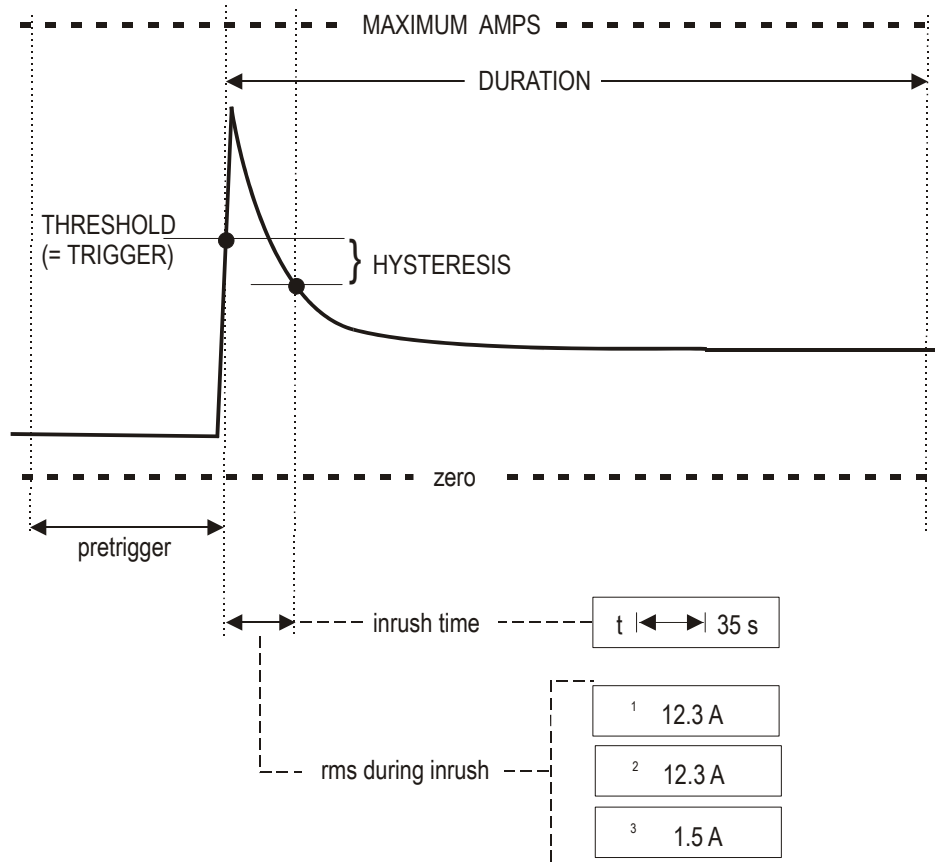 MAXIMUM AMPS
DURATION
THRESHOLD
(= TRIGGER)
HYSTERESIS
zero
pretrigger
inrush time
t 35 s
1 12.3 A
rms during inrush
2 12.3 A
3 1.5 A